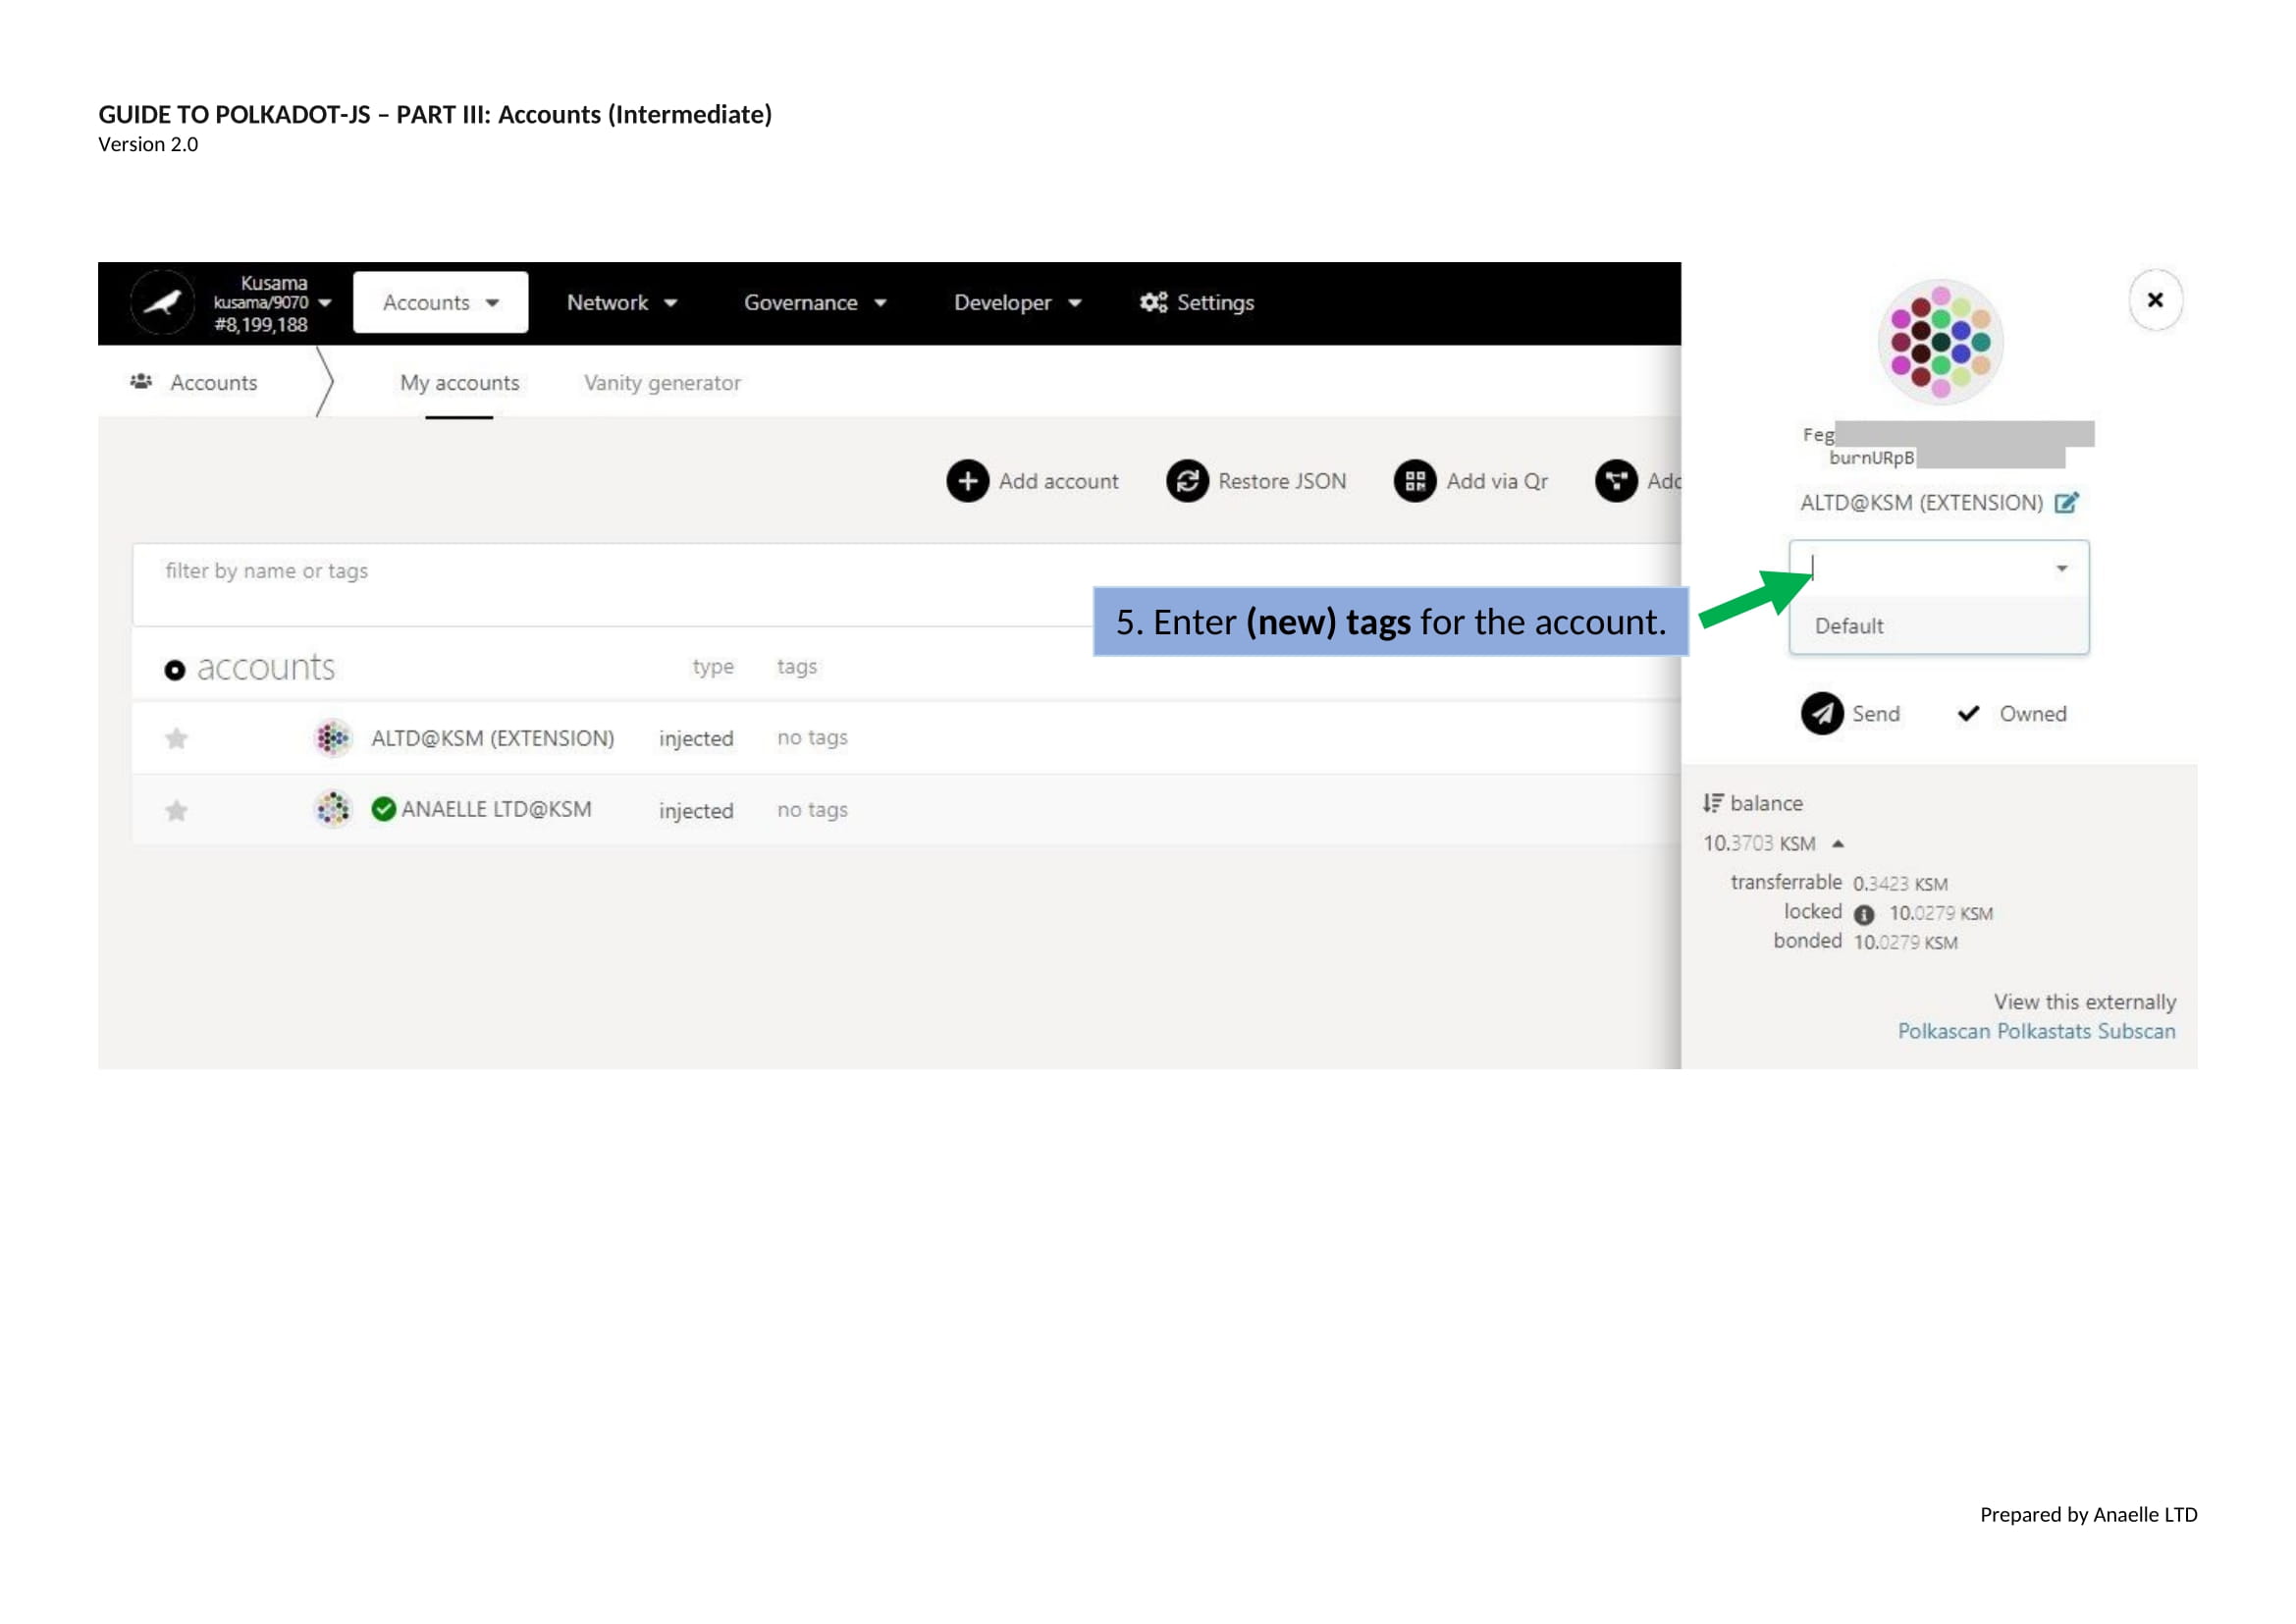 GUIDE TO POLKADOT-JS – PART III: Accounts (Intermediate)
Version 2.0
Kusama
kusama/9070
#8,199,188
Accounts
Network
Governance
Developer
Settings
Accounts
My accounts
Vanity generator
Add account
Restore JSON
Add via Qr
Add
filter by name or tags
5. Enter (new) tags for the account.
accounts
type
tags
ALTD@KSM (EXTENSION)
injected
no tags
ANAELLE LTD@KSM
injected
no tags
Feg
burnURpB
ALTD@KSM (EXTENSION)
Default
Send
Owned
balance
10.3703 KSM
transferrable 0.3423 KSM
locked 10.0279 KSM
bonded 10.0279 KSM
View this externally
Polkascan Polkastats Subscan
Prepared by Anaelle LTD